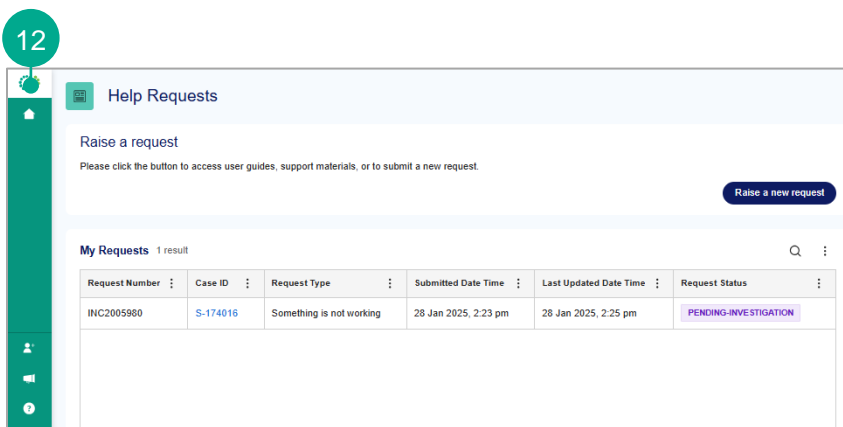 12
Help Requests
Raise a request
Please click the button to access user guides, support materials, or to submit a new request.
Raise a new request
My Requests 1 result
Request Number Case ID Request Type Submitted Date Time Last Updated Date Time Request Status
INC2005980 S-174016 Something is not working 28 Jan 2025, 2:23 pm 28 Jan 2025, 2:25 pm PENDING-INVESTIGATION
?